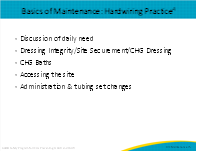 Basics of Maintenance: Hardwiring Practice
Discussion of daily need
Dressing Integrity/Site Securement/CHG Dressing
CHG Baths
Accessing the site
Administration & tubing set changes